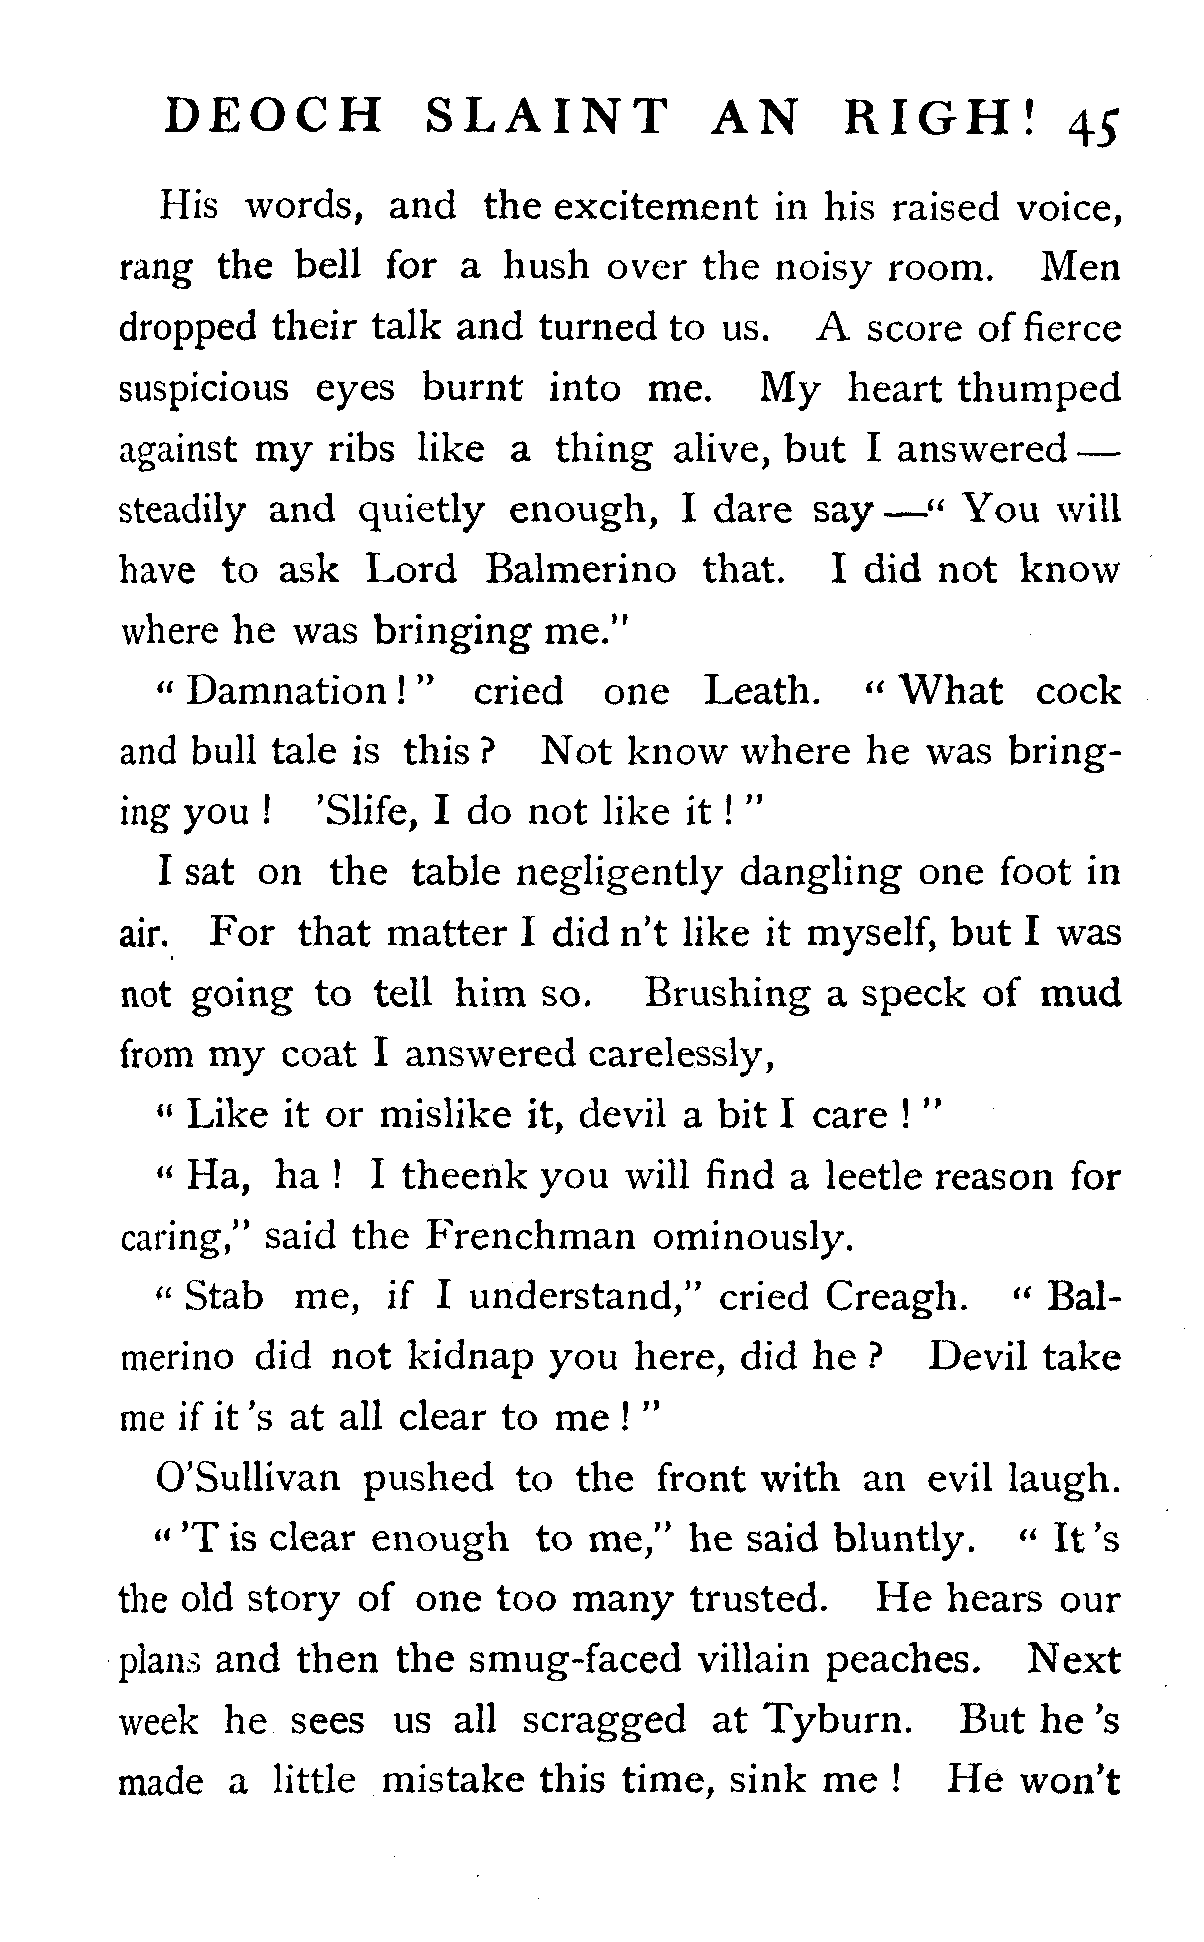 DEOCH SLAINT AN RIGH! 45
His words, and the excitement in his raised voice,
rang the bell for a hush over the noisy room. Men
dropped their talk and turned to us. A score of fierce
suspicious eyes burnt into me. My heart thumped
against my ribs like a thing alive, but I answered —
steadily and quietly enough, I dare say —“ You will
have to ask Lord Balmerino that. I did not know
where he was bringing me.”
“ Damnation ! ” cried one Leath. “ What cock
and bull tale is this ? Not know where he was bring-
ing you ! ’Slife, I do not like it ! ”
I sat on the table negligently dangling one foot in
air. For that matter I did n’t like it myself, but I was
not going to tell him so. Brushing a speck of mud
from my coat I answered carelessly,
“ Like it or mislike it, devil a bit I care ! ”
“ Ha, ha ! I theenk you will find a leetle reason for
caring,” said the Frenchman ominously.
“ Stab me, if I understand,” cried Creagh. “ Bal-
merino did not kidnap you here, did he ? Devil take
me if it ’s at all clear to me ! ”
O’Sullivan pushed to the front with an evil laugh.
“ ’T is clear enough to me,” he said bluntly. “ It ’s
the old story of one too many trusted. He hears our
plans and then the smug-faced villain peaches. Next
week he sees us all scragged at Tyburn. But he ’s
made a little mistake this time, sink me ! He won’t